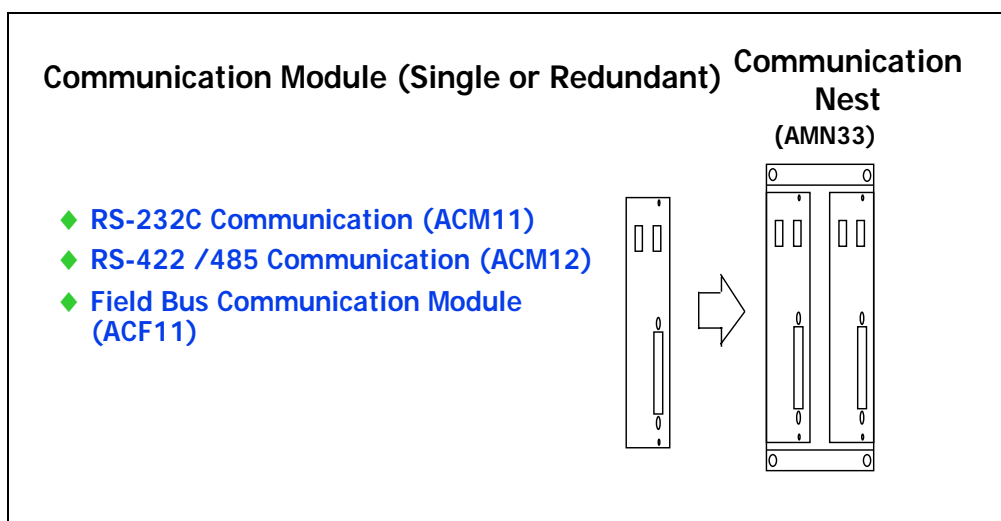 Communication Module (Single or Redundant)
Communication
Nest
(AMN33)
RS-232C Communication (ACM11)
RS-422 /485 Communication (ACM12)
Field Bus Communication Module
(ACF11)